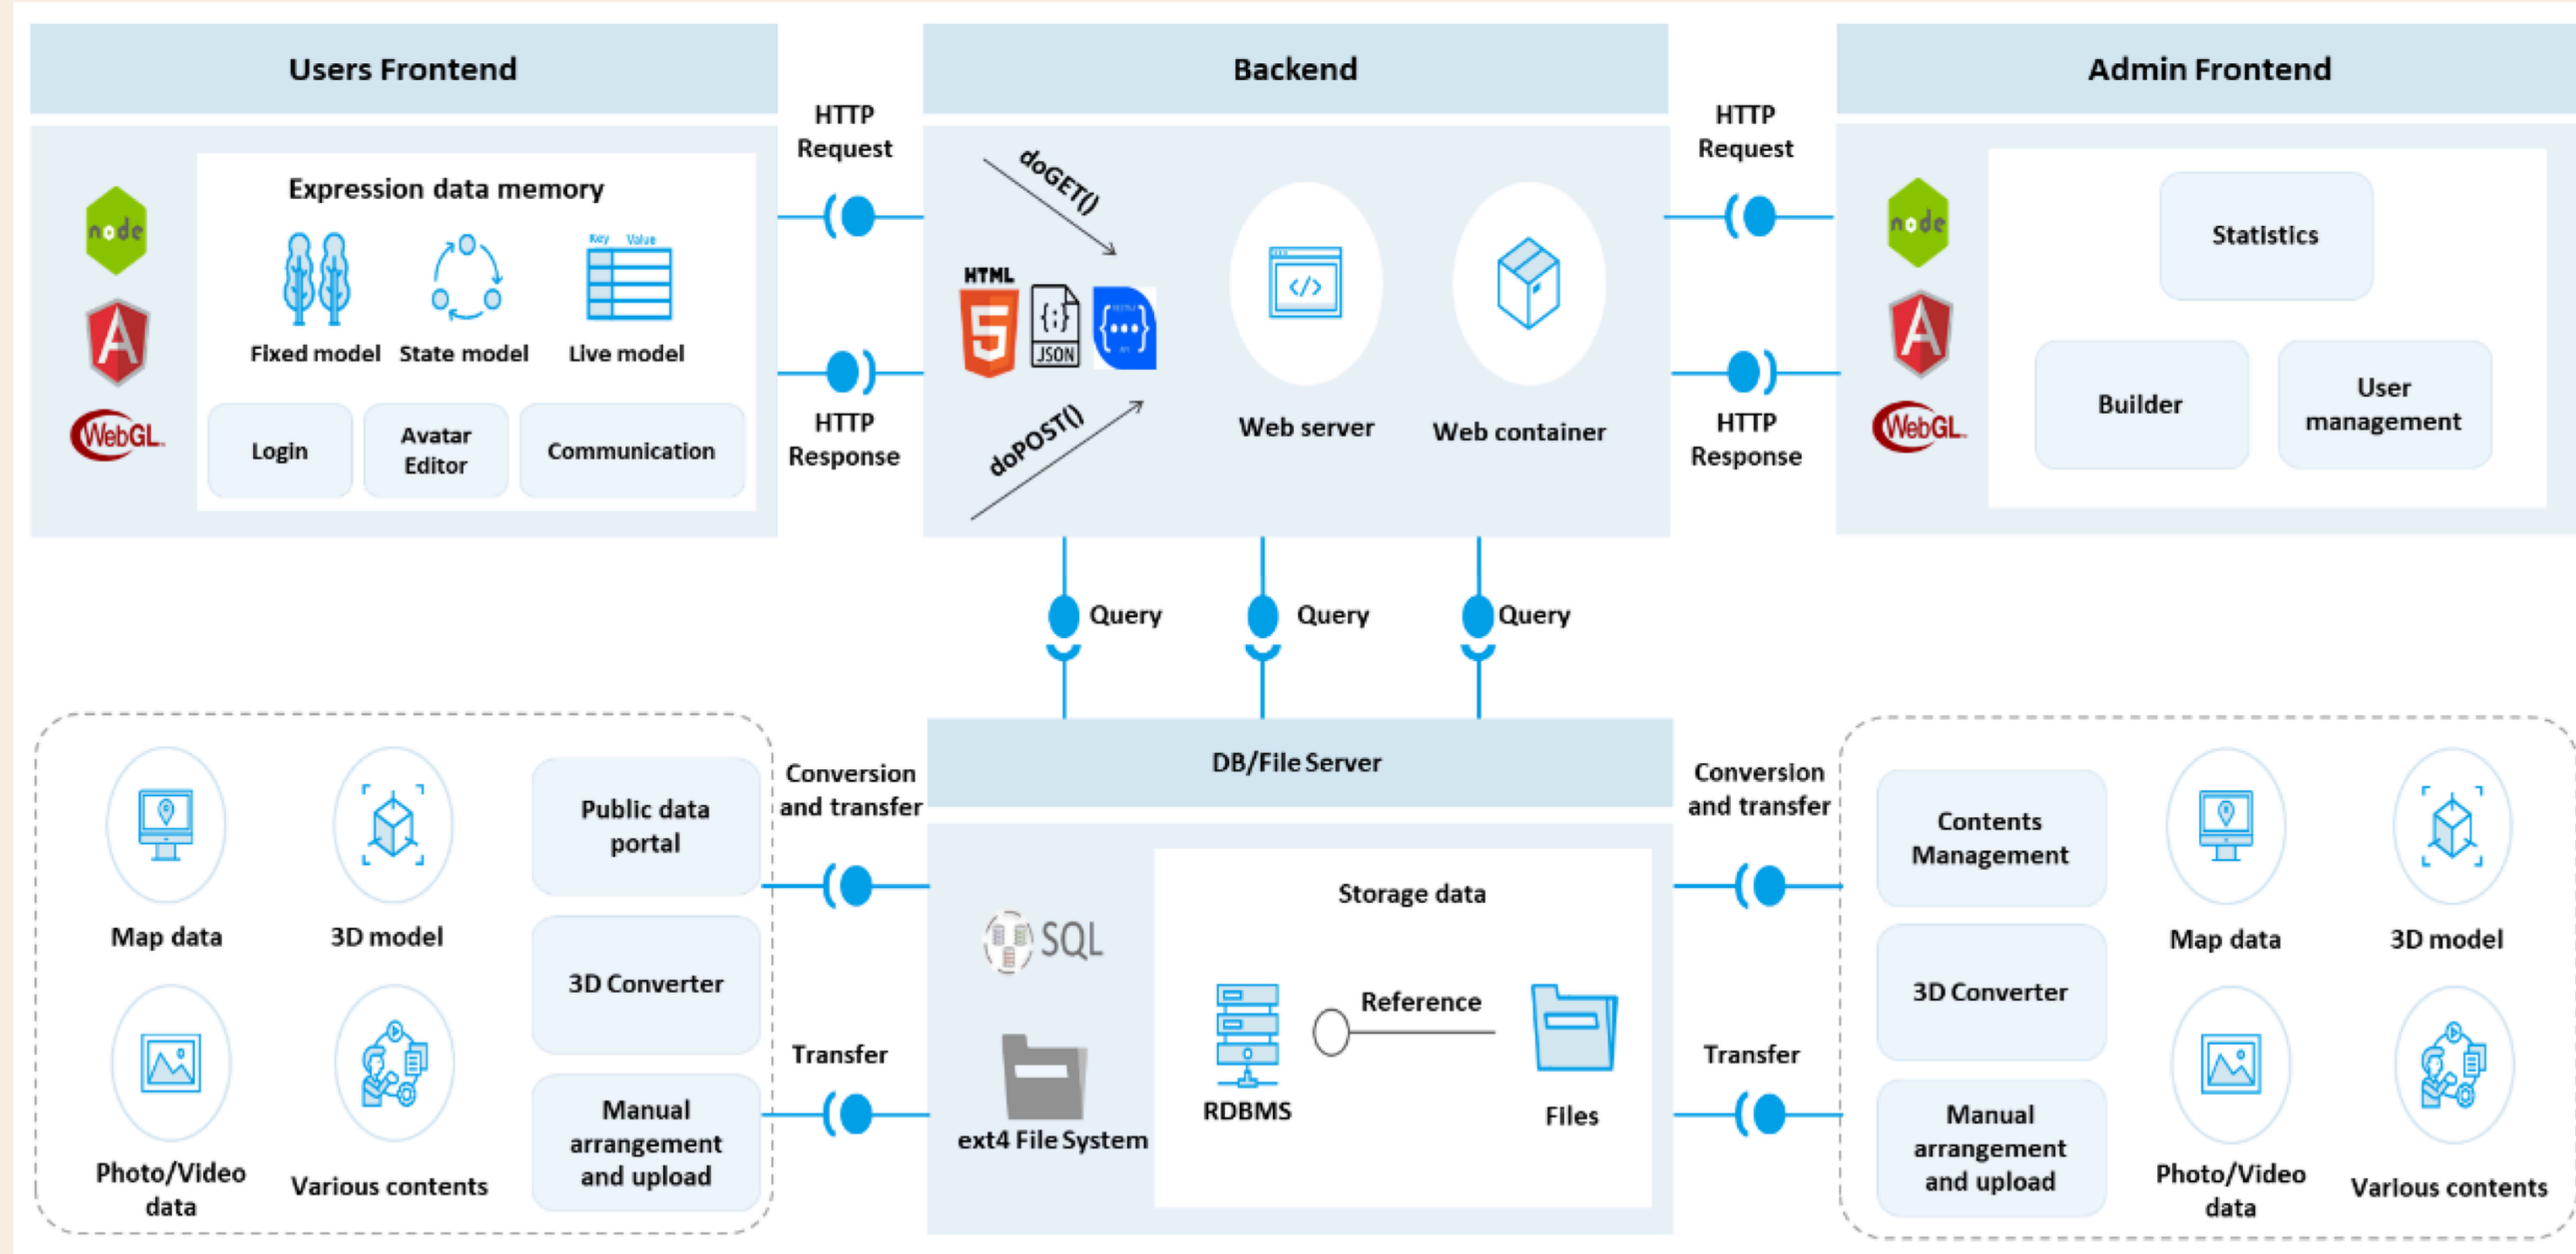 Users Frontend
Backend
Admin Frontend
HTTP
Request
HTTP
Response
HTTP
Request
HTTP
Response
node
WebGL
Expression data memory
Key Value
Fixed model
State model
Live model
Login
Avatar
Editor
Communication
doGET()
HTML
5
{;}
JSON
{•••}
API
doPOST()
</>
Web server
Web container
node
WebGL
Statistics
Builder
User
management
Query
Query
Query
Map data
3D model
Photo/Video
data
Various contents
Public data
portal
3D Converter
Manual
arrangement
and upload
Conversion
and transfer
Transfer
DB/File Server
SQL
ext4 File System
Storage data
RDBMS
Reference
Files
Conversion
and transfer
Transfer
Contents
Management
3D Converter
Manual
arrangement
and upload
Map data
3D model
Photo/Video
data
Various contents